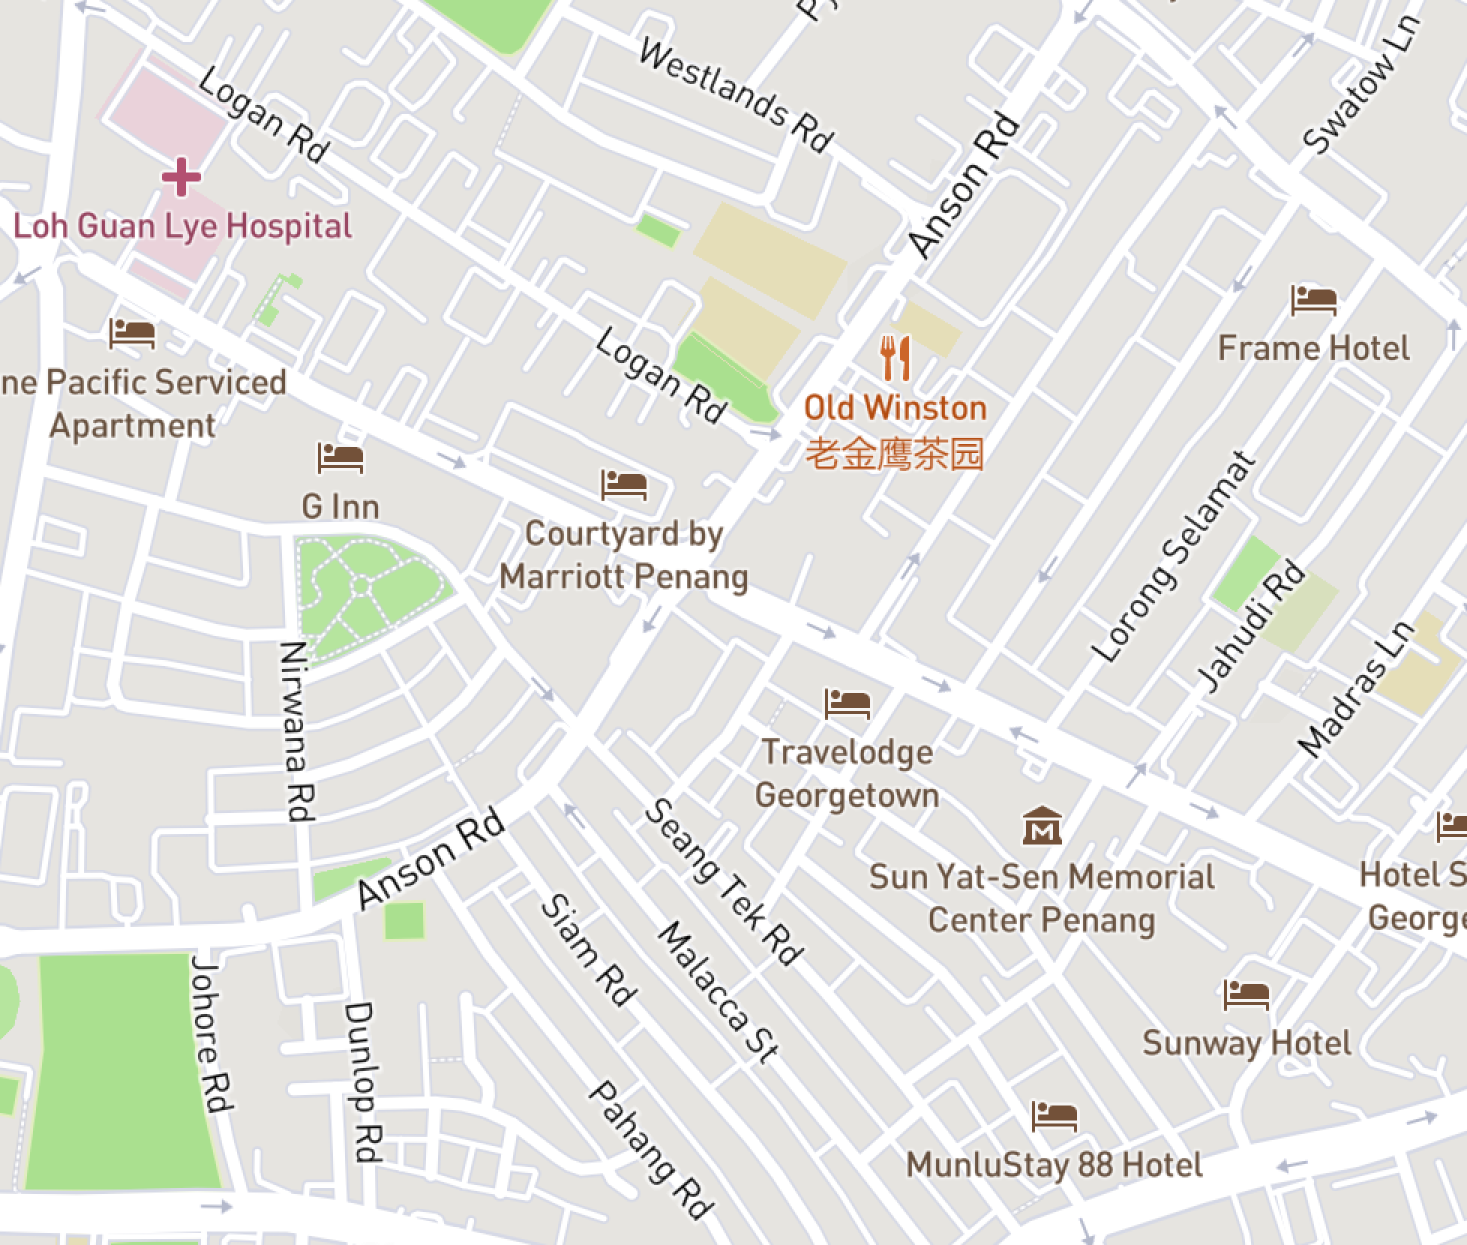 Westlands Rd
Swatow Ln
Logan Rd
Anson Rd
Loh Guan Lye Hospital
Frame Hotel
ne Pacific Serviced
Apartment
Logan Rd
Old Winston
老金鹰茶园
G Inn
Courtyard by
Marriott Penang
Lorong Selamat
Jahudi Rd
Madras Ln
Nirwana Rd
Travelodge
Georgetown
Seang Tek Rd
Anson Rd
Sun Yat-Sen Memorial
Center Penang
Hotel S
George
Siam Rd
Malacca St
Johore Rd
Dunlop Rd
Sunway Hotel
Pahang Rd
MunluStay 88 Hotel